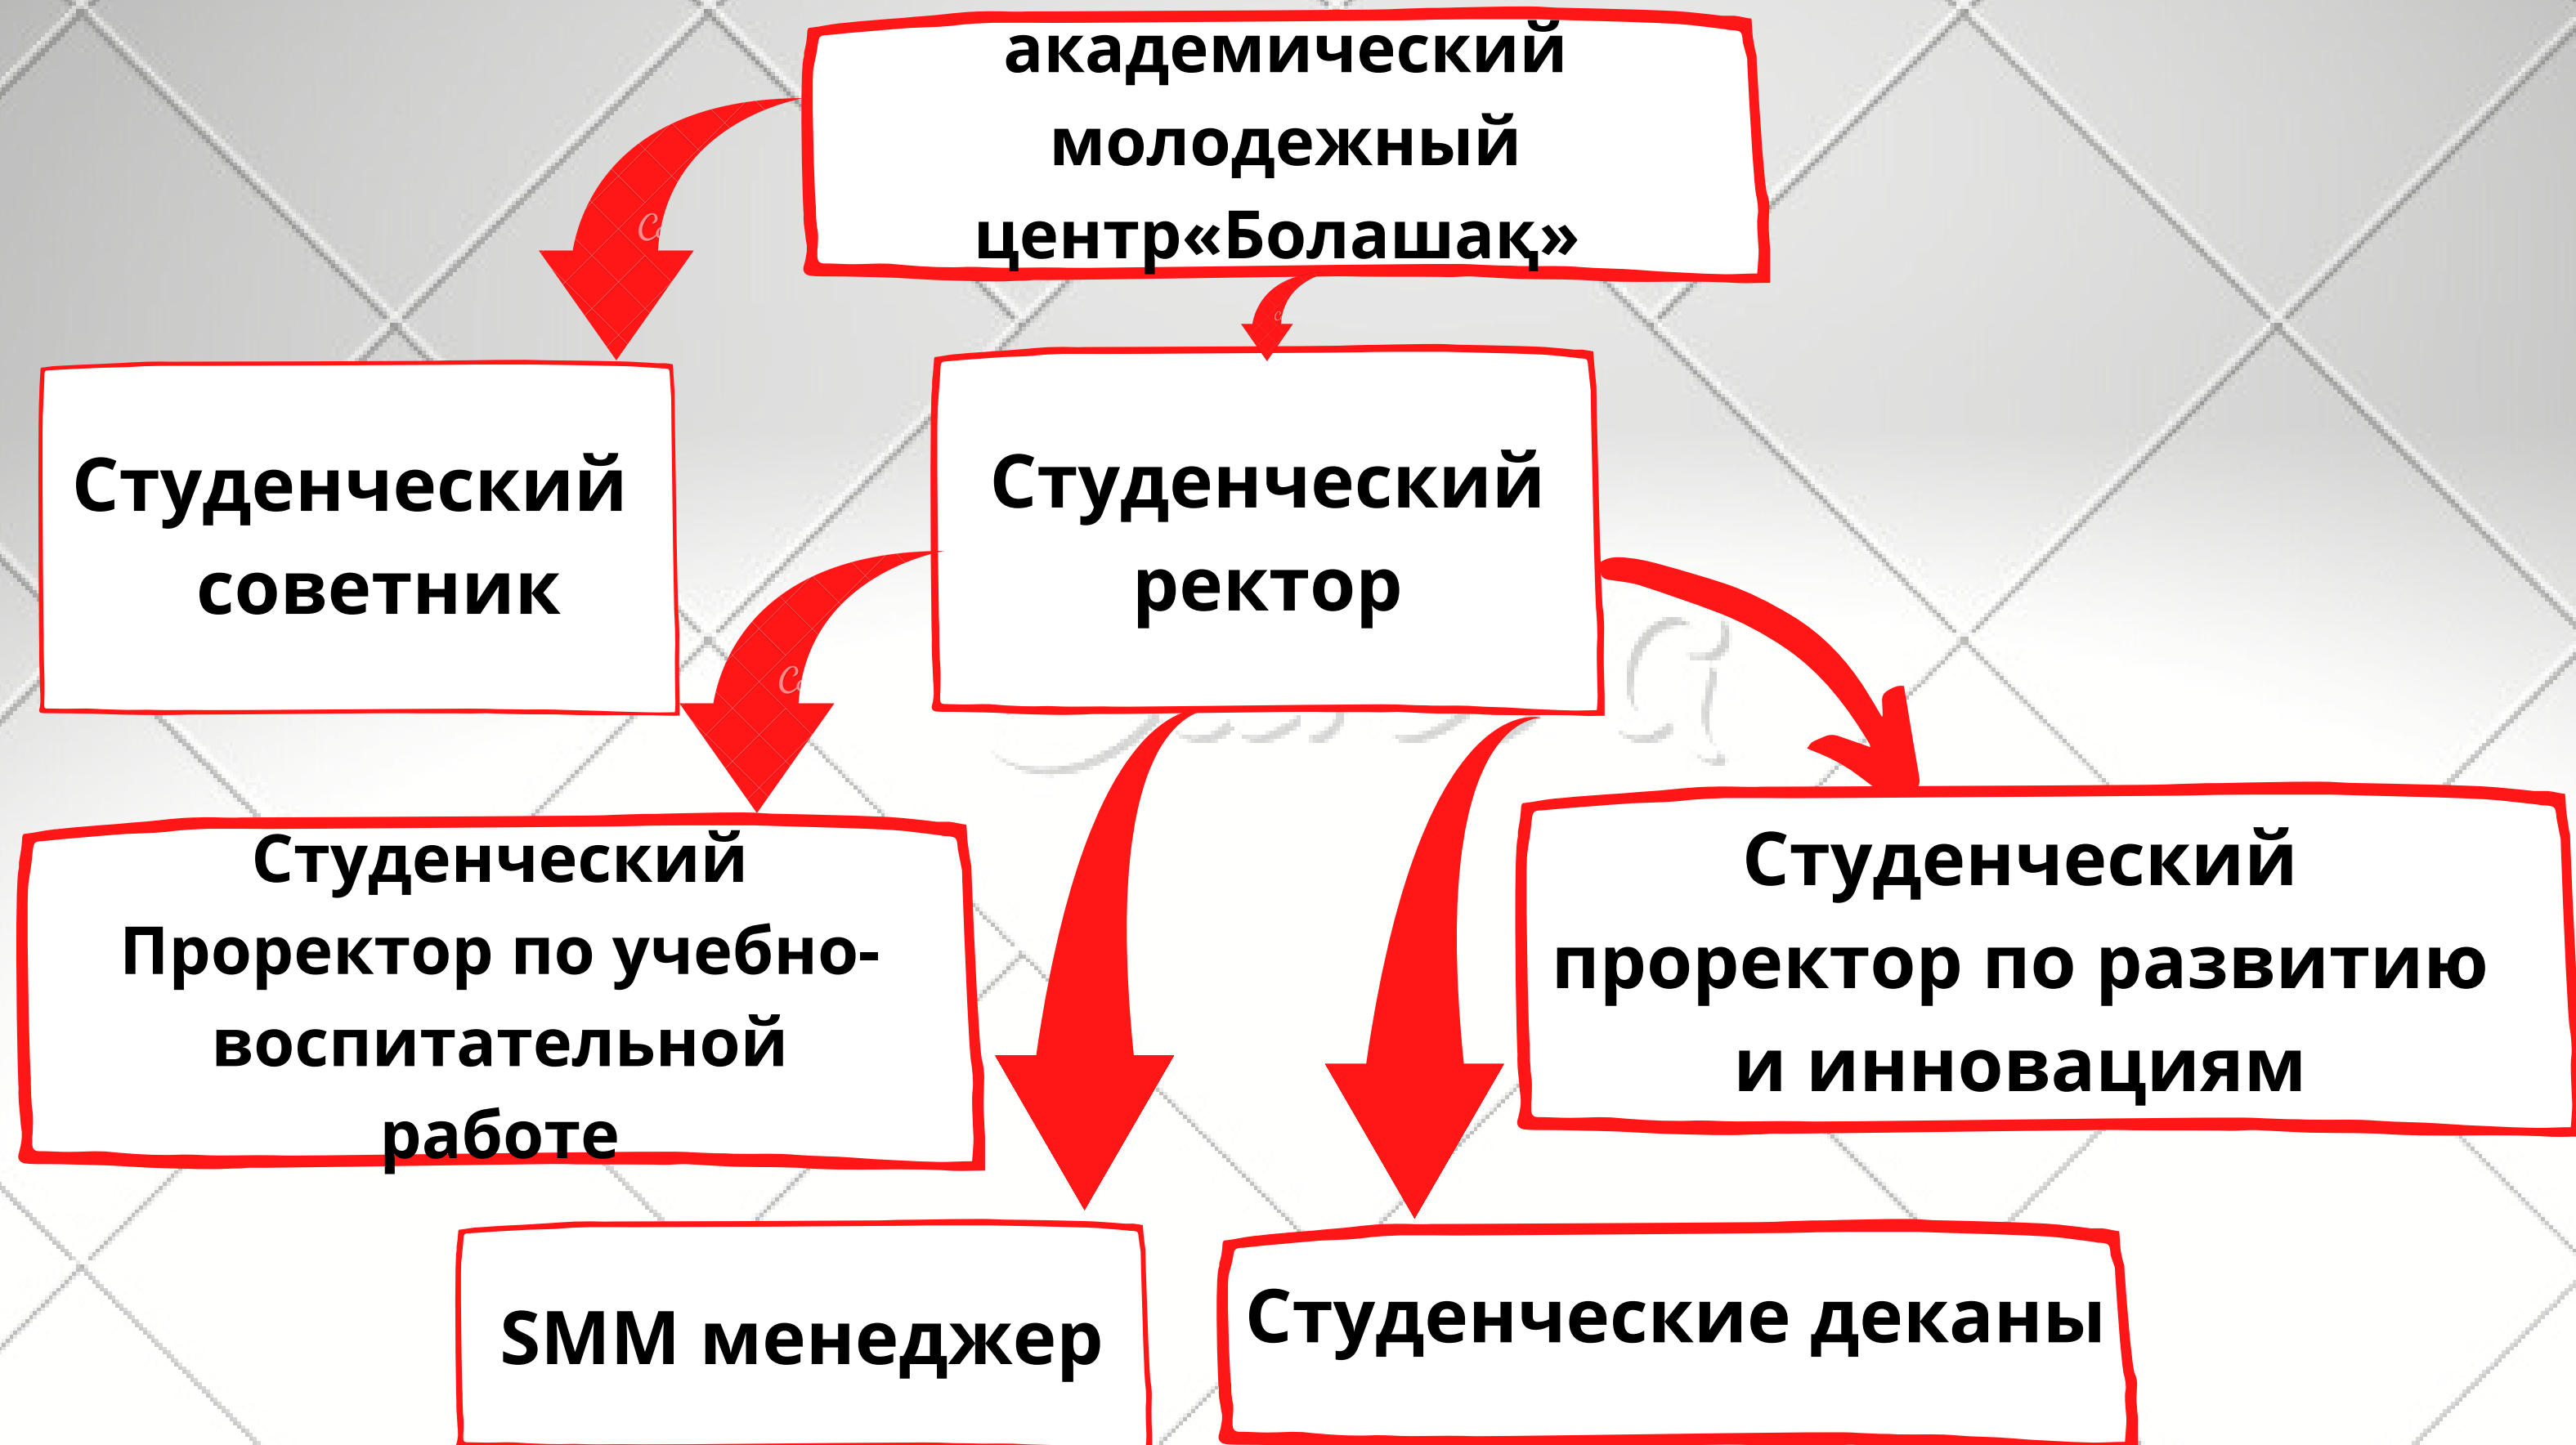 академический
молодежный
центр«Болашақ»
Студенческий
советник
Студенческий
ректор
Студенческий
Проректор по учебно-
воспитательной
работе
Студенческий
проректор по развитию
и инновациям
SMM менеджер
Студенческие деканы